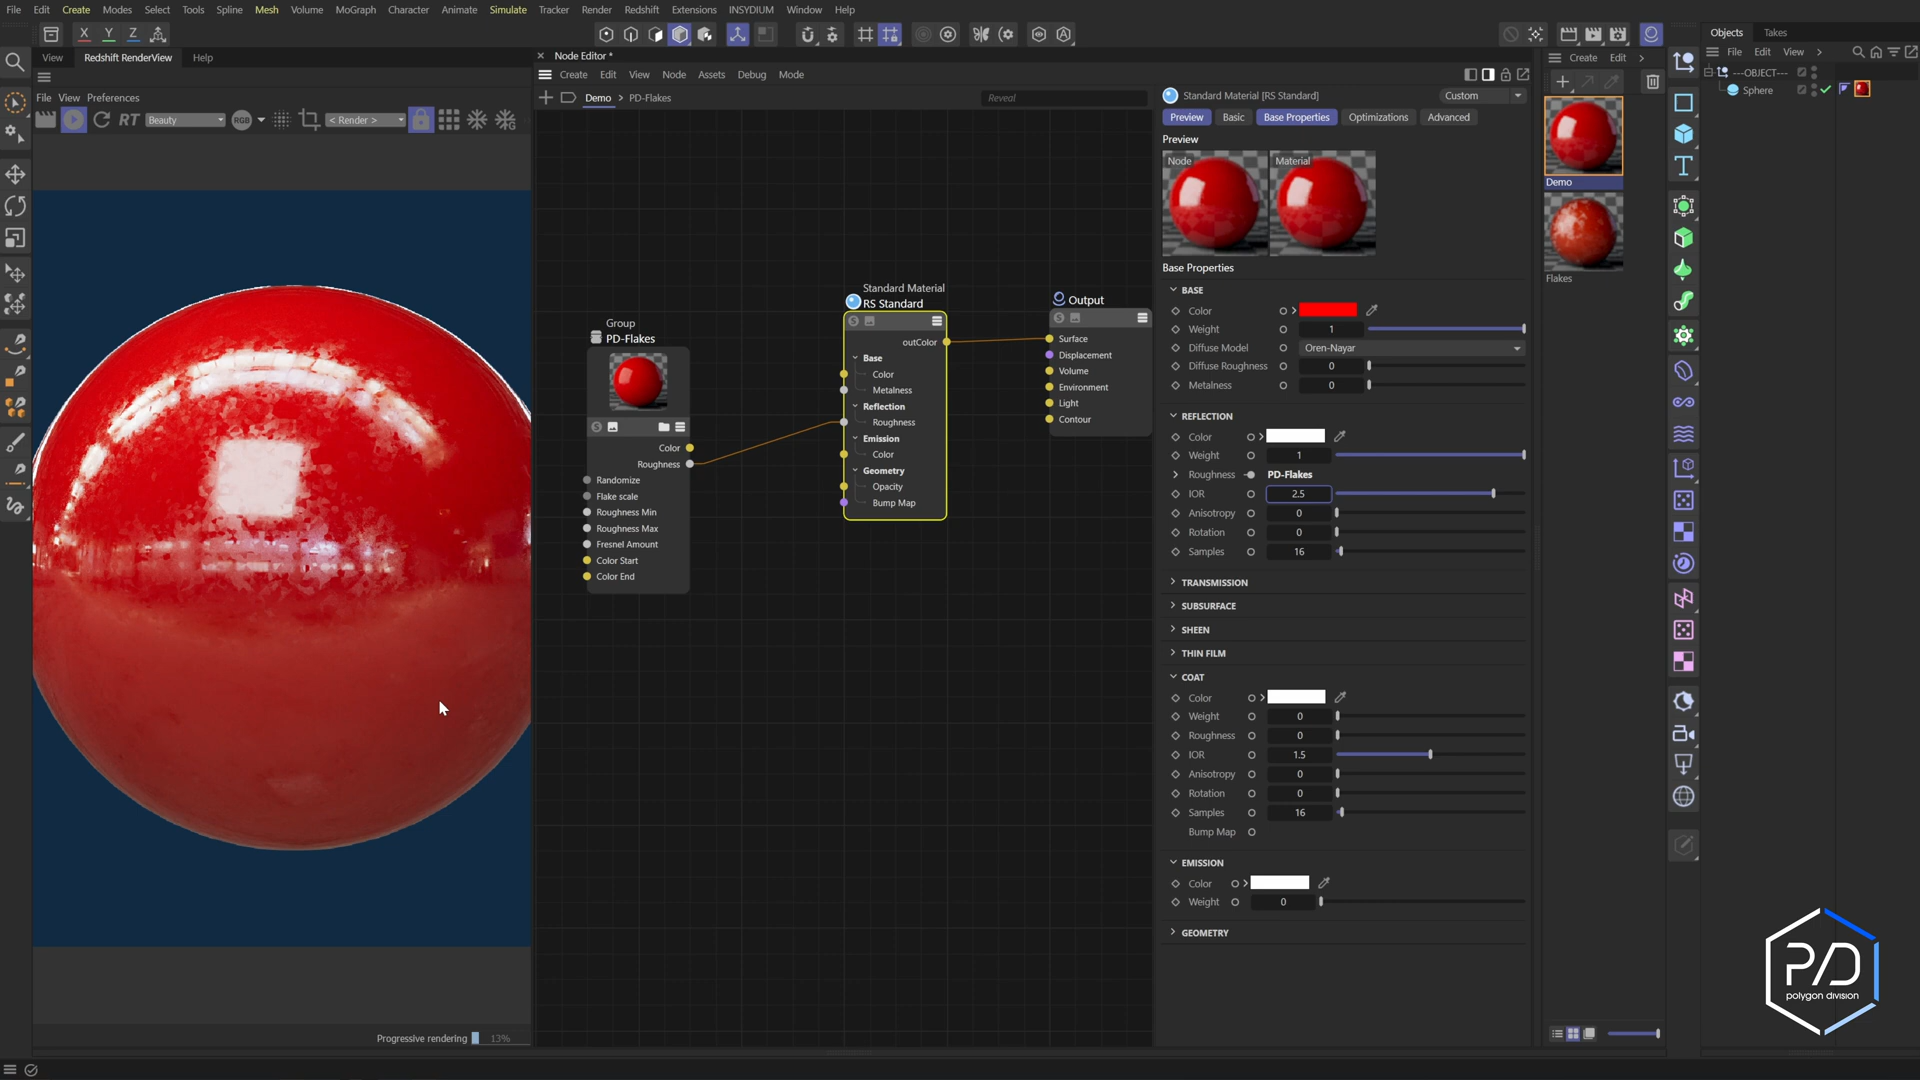 File Edit Create Modes Select Tools Spline Mesh Volume MoGraph Character Animate Simulate Tracker Render Redshift Extensions INSYDIUM Window Help
X Y Z
View Redshift RenderView Help
File View Preferences
RT Beauty RGB < Render >
Progressive rendering 13%
Node Editor *
Create Edit View Node Assets Debug Mode
Demo > PD-Flakes
Reveal
Group
PD-Flakes
Color
Roughness
Randomize
Flake scale
Roughness Min
Roughness Max
Fresnel Amount
Color Start
Color End
Standard Material
RS Standard
outColor
Base
Color
Metalness
Reflection
Roughness
Emission
Color
Geometry
Opacity
Bump Map
Output
Surface
Displacement
Volume
Environment
Light
Contour
Standard Material [RS Standard]
Custom
Preview Basic Base Properties Optimizations Advanced
Preview
Node Material
Base Properties
BASE
Color
Weight 1
Diffuse Model Oren-Nayar
Diffuse Roughness 0
Metalness 0
REFLECTION
Color
Weight 1
Roughness PD-Flakes
IOR 2.5
Anisotropy 0
Rotation 0
Samples 16
TRANSMISSION
SUBSURFACE
SHEEN
THIN FILM
COAT
Color
Weight 0
Roughness 0
IOR 1.5
Anisotropy 0
Rotation 0
Samples 16
Bump Map
EMISSION
Color
Weight 0
GEOMETRY
Create Edit
Demo
Flakes
Objects Takes
File Edit View
---OBJECT---
Sphere
P/D
polygon division